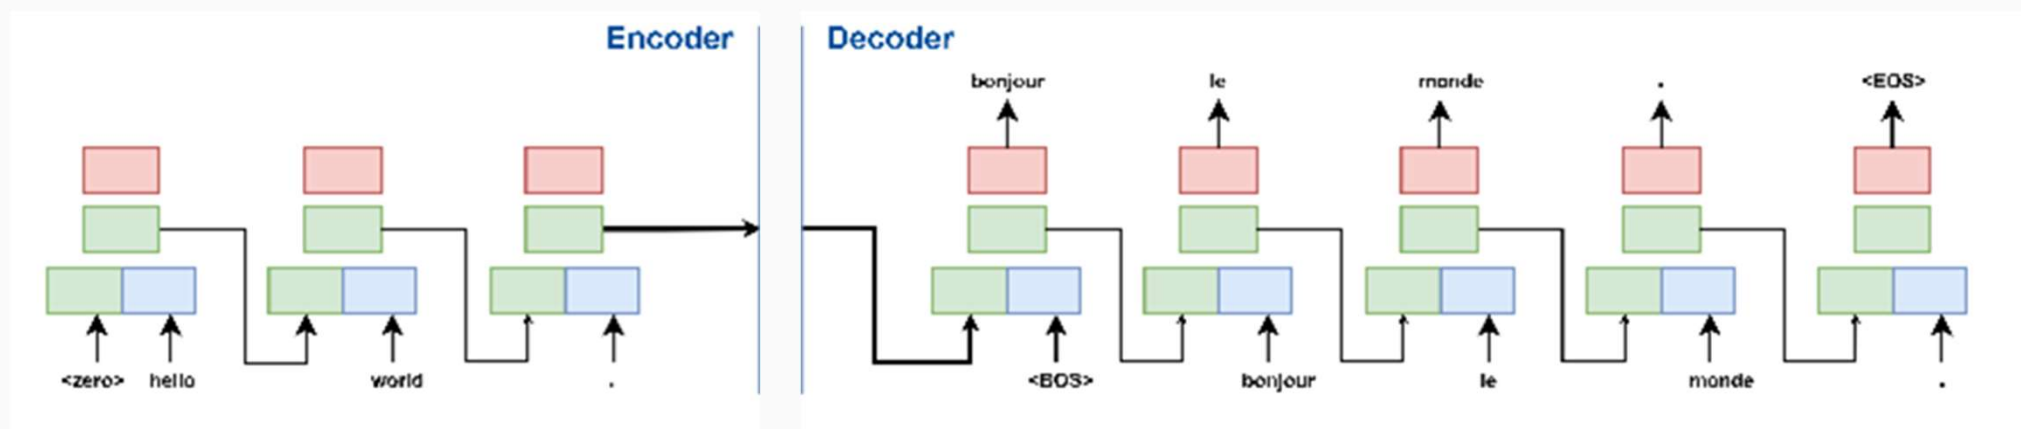 Encoder
Decoder
bonjour le monde . <EOS>
<zero> hello world . <BOS> bonjour le monde .